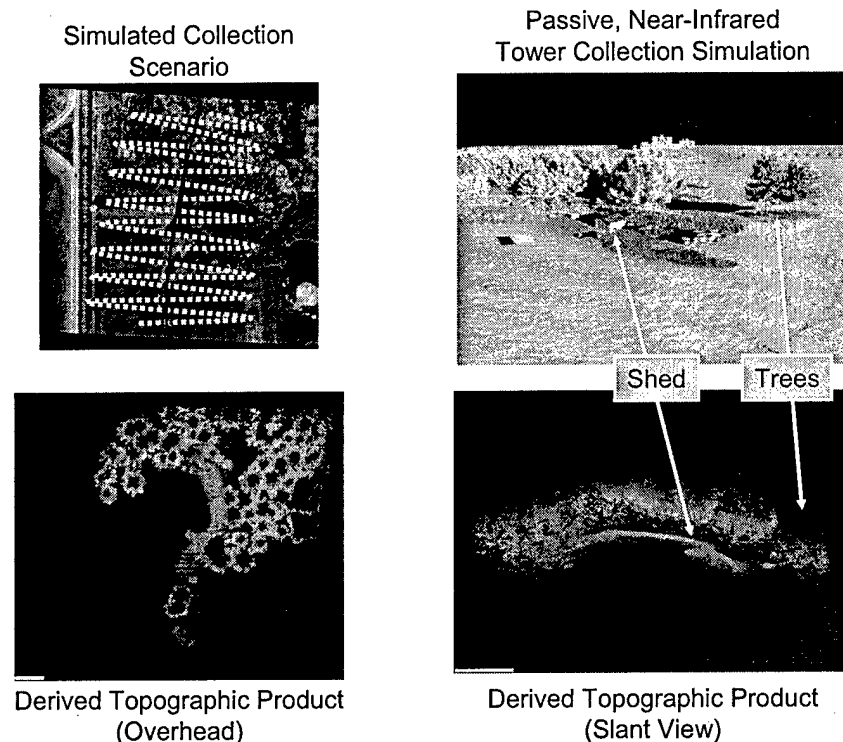 Simulated Collection
Scenario
Passive, Near-Infrared
Tower Collection Simulation
Shed
Trees
Derived Topographic Product
(Overhead)
Derived Topographic Product
(Slant View)